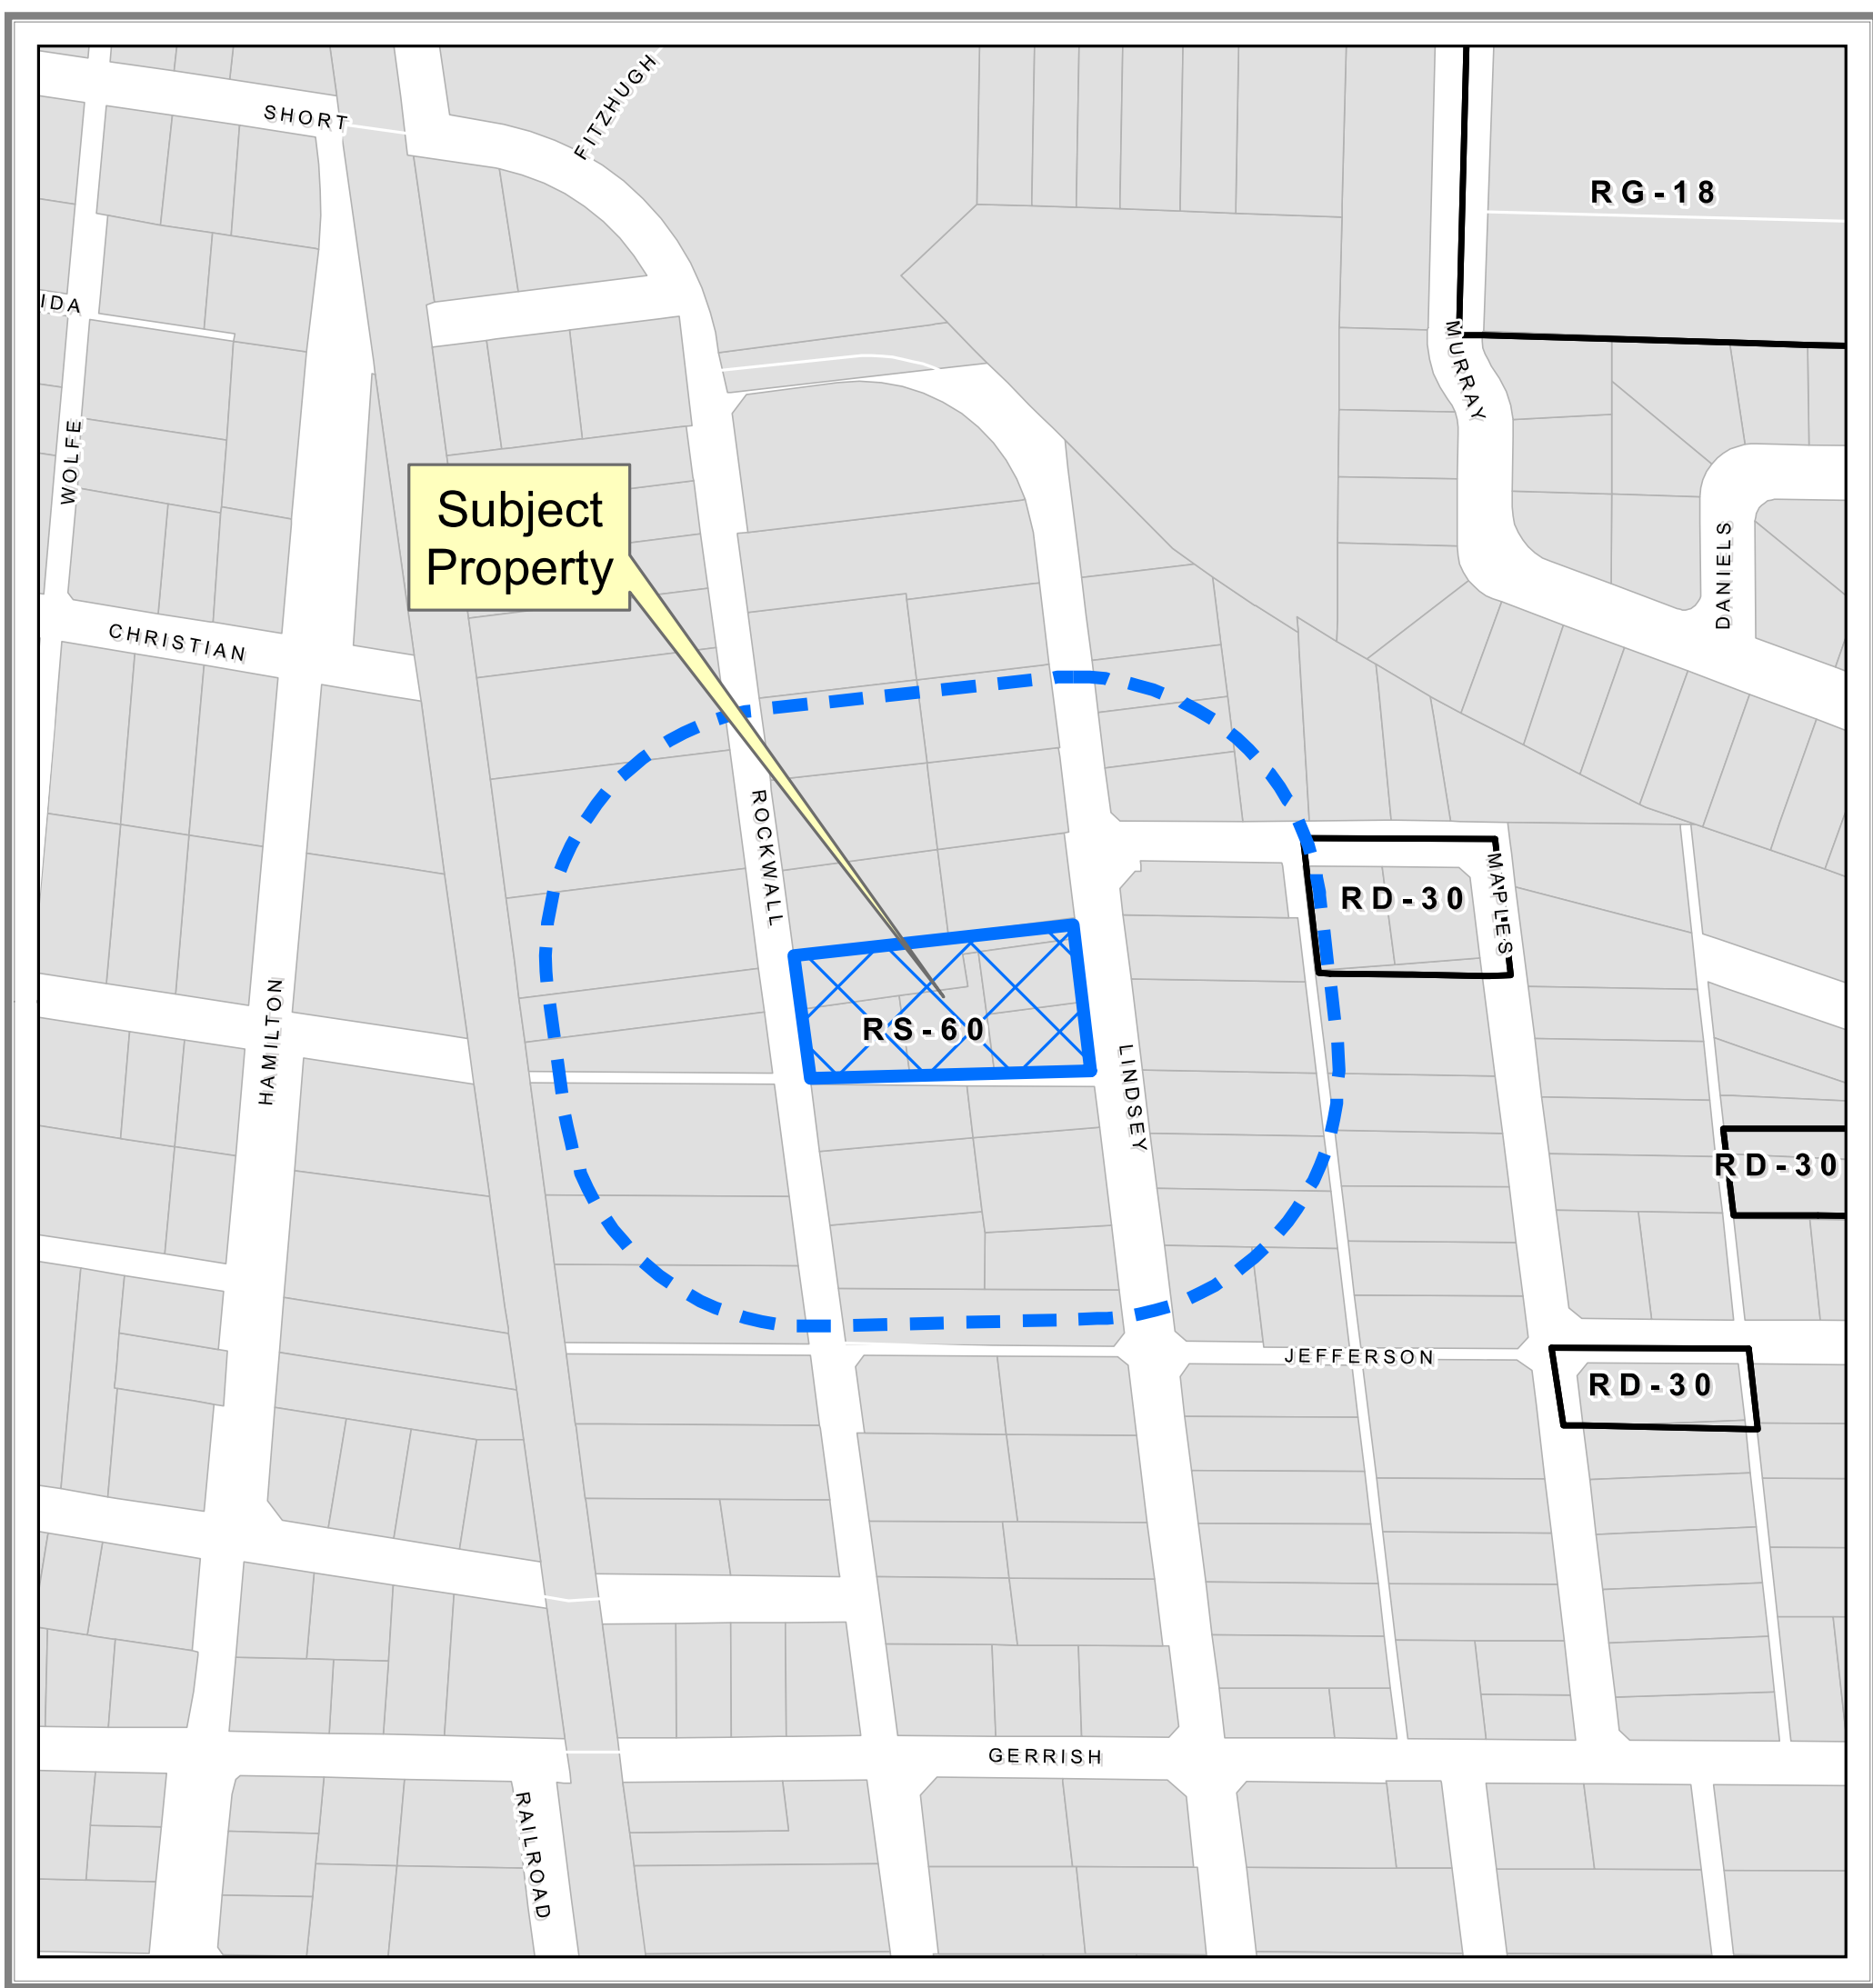 FITZHUGH
SHORT
RG-18
IDA
MURRAY
WOLFE
Subject
Property
DANIELS
CHRISTIAN
ROCKWALL
RD-30
MAPLES
HAMILTON
RS-60
LINDSEY
RD-30
JEFFERSON
RD-30
GERRISH
RAILROAD